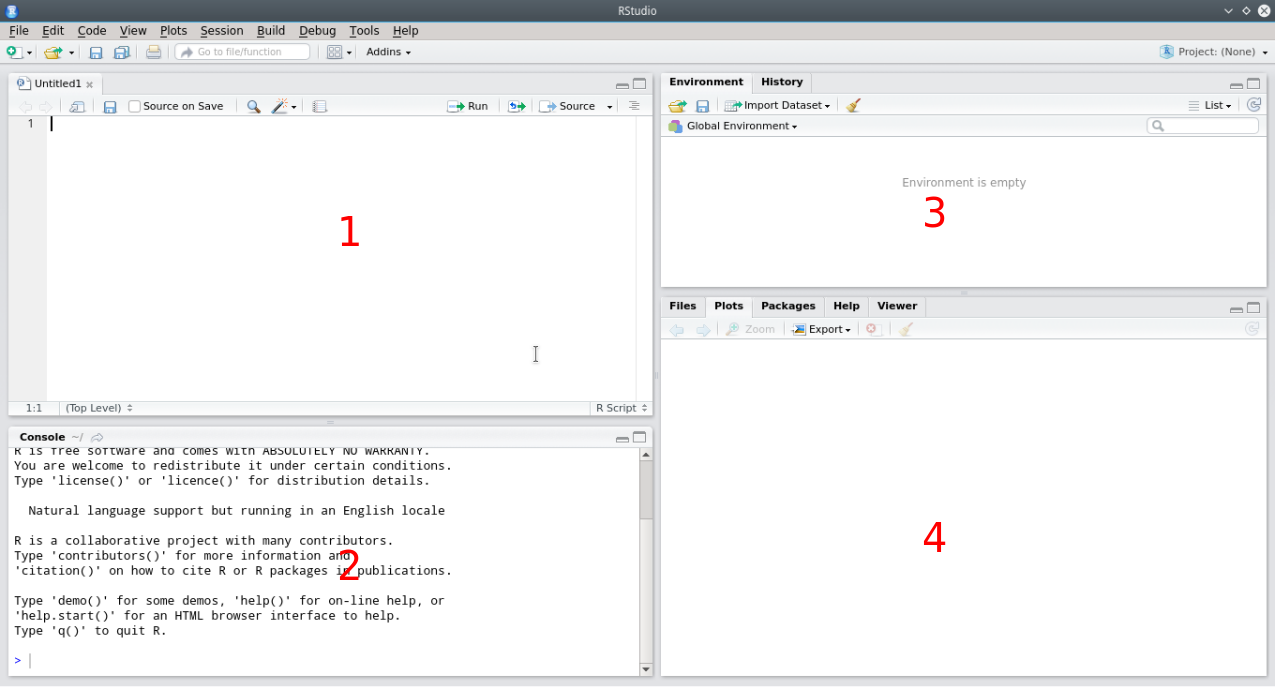 RStudio
File Edit Code View Plots Session Build Debug Tools Help
Go to file/function Addins Project: (None)
Untitled1
Source on Save Run Source
1
1
1:1 (Top Level) R Script
Console ~/
R is free software and comes with ABSOLUTELY NO WARRANTY.
You are welcome to redistribute it under certain conditions.
Type 'license()' or 'licence()' for distribution details.
Natural language support but running in an English locale
R is a collaborative project with many contributors.
Type 'contributors()' for more information and
'citation()' on how to cite R or R packages in publications.
2
Type 'demo()' for some demos, 'help()' for on-line help, or
'help.start()' for an HTML browser interface to help.
Type 'q()' to quit R.
>
Environment History
Import Dataset List
Global Environment
Environment is empty
3
Files Plots Packages Help Viewer
Zoom Export
4